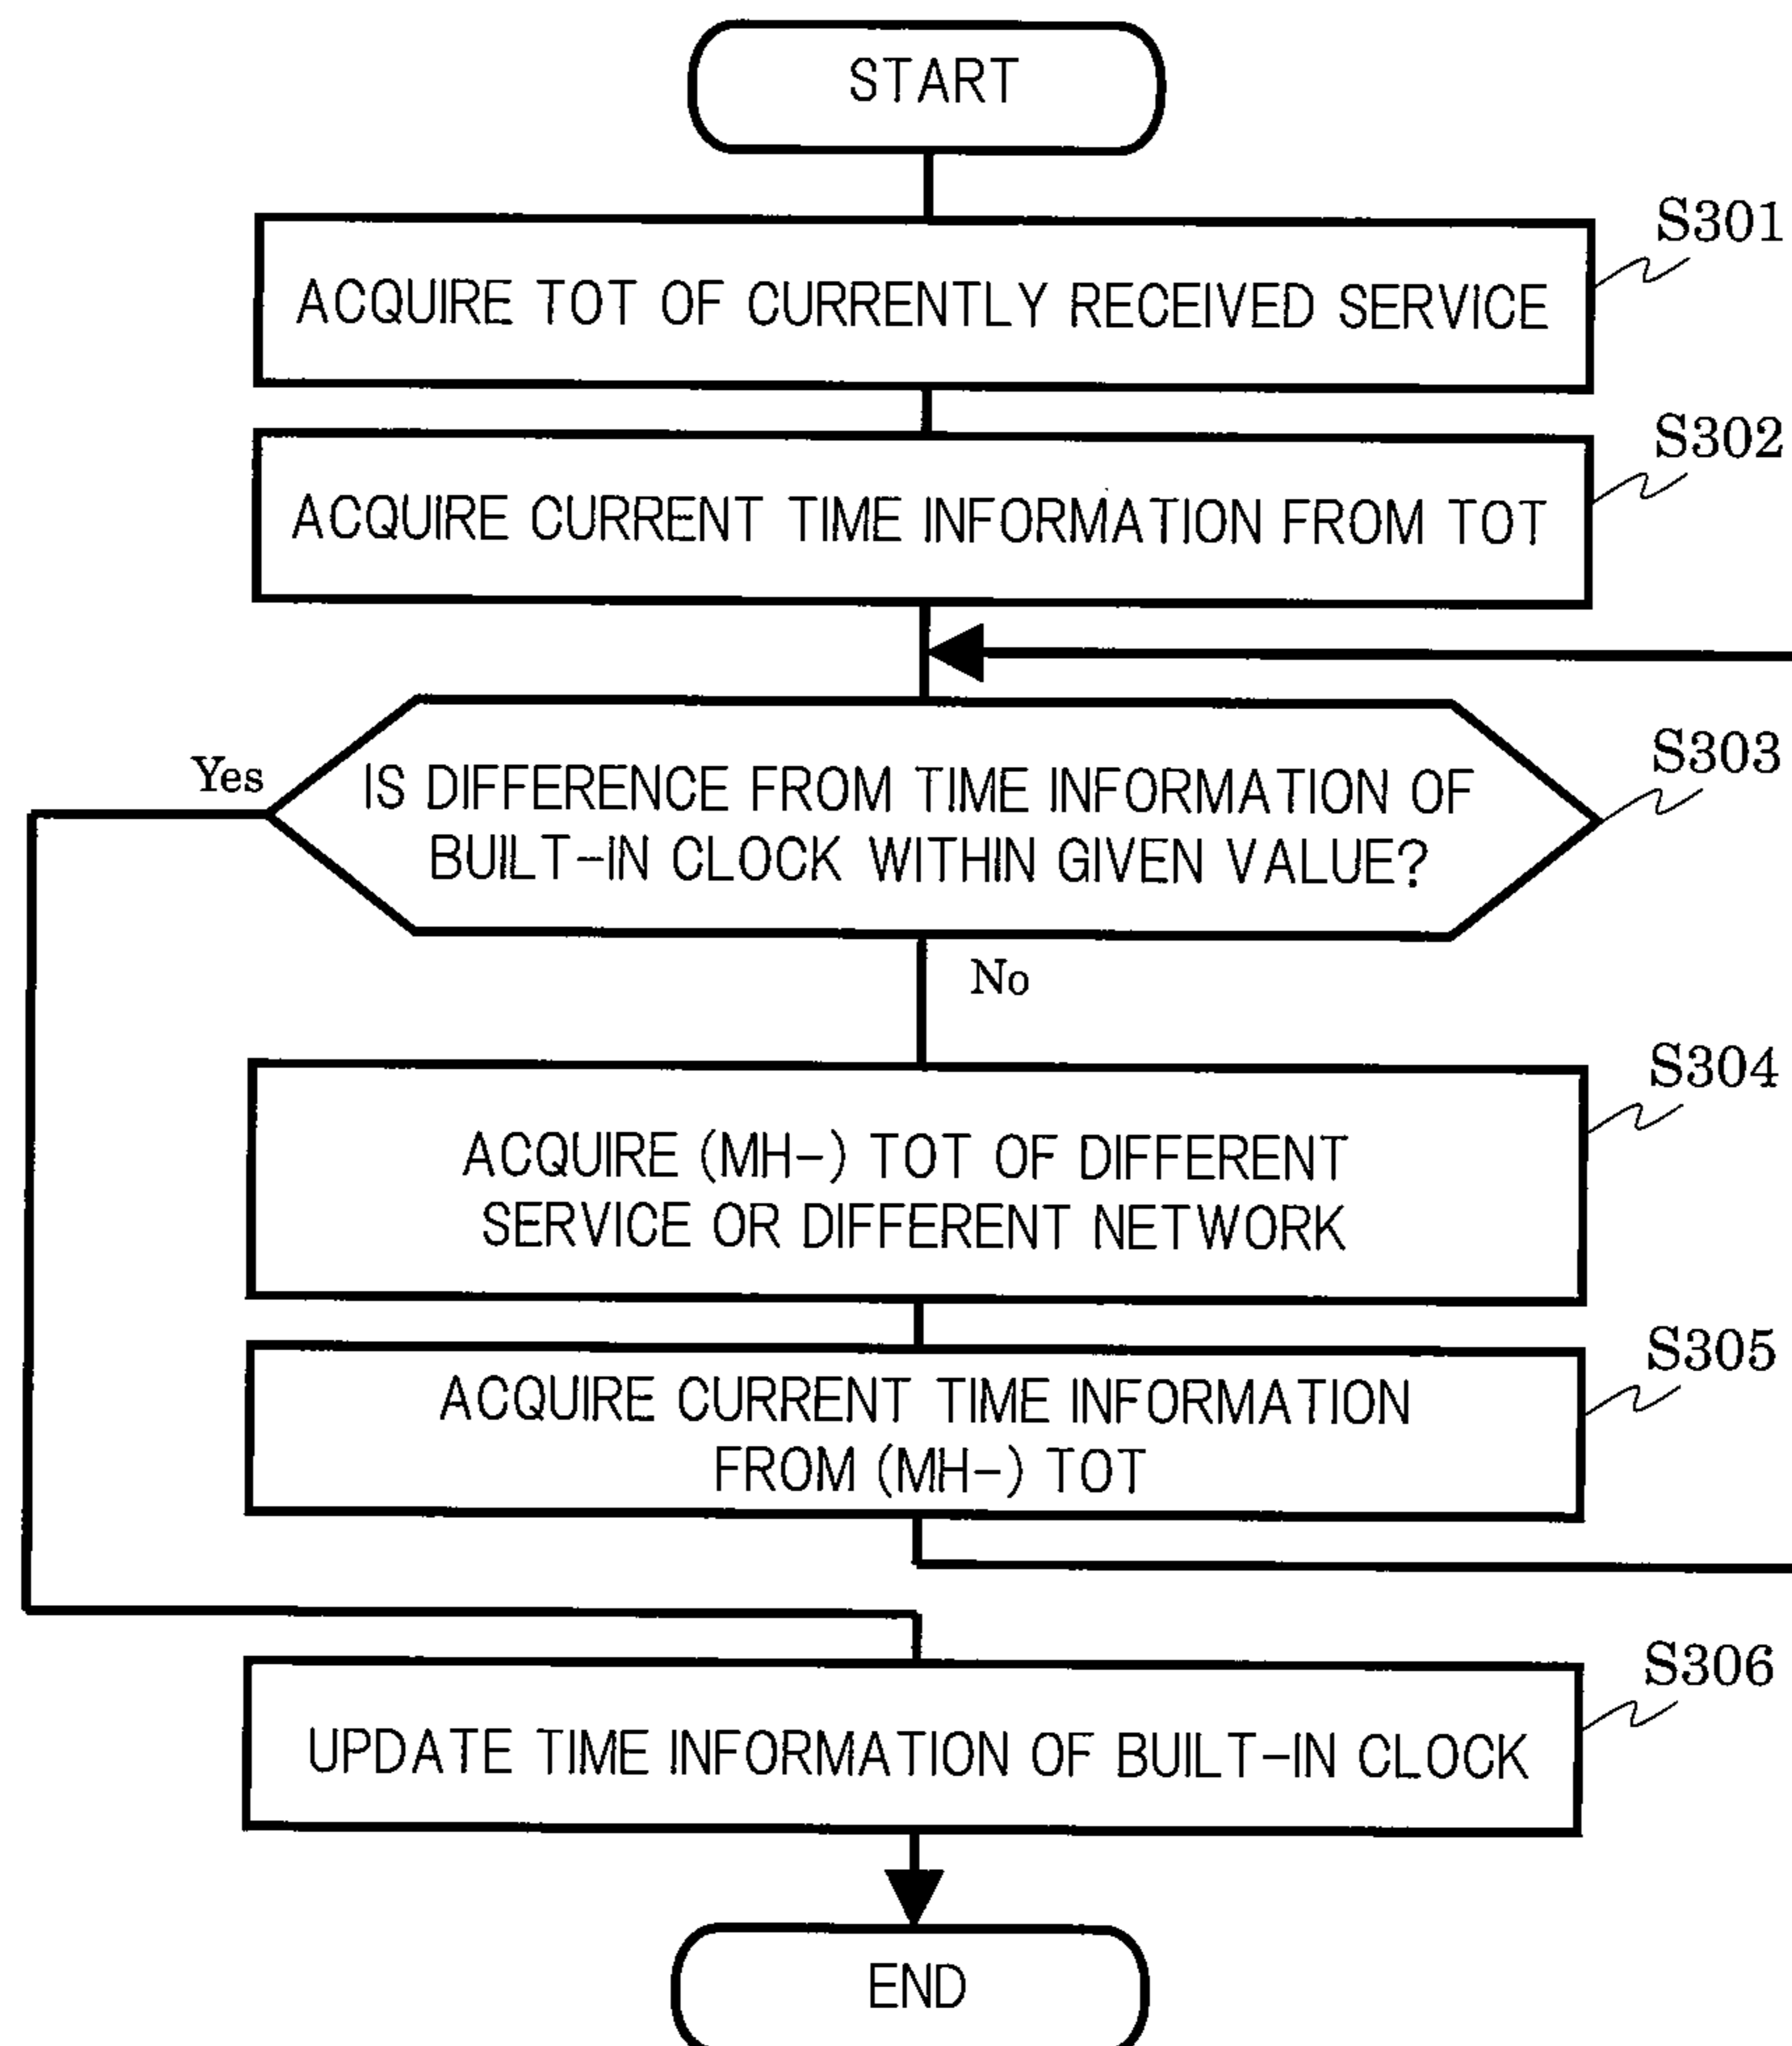 START
S301
ACQUIRE TOT OF CURRENTLY RECEIVED SERVICE
S302
ACQUIRE CURRENT TIME INFORMATION FROM TOT
S303
Yes
IS DIFFERENCE FROM TIME INFORMATION OF
BUILT-IN CLOCK WITHIN GIVEN VALUE?
No
S304
ACQUIRE (MH-) TOT OF DIFFERENT
SERVICE OR DIFFERENT NETWORK
S305
ACQUIRE CURRENT TIME INFORMATION
FROM (MH-) TOT
S306
UPDATE TIME INFORMATION OF BUILT-IN CLOCK
END